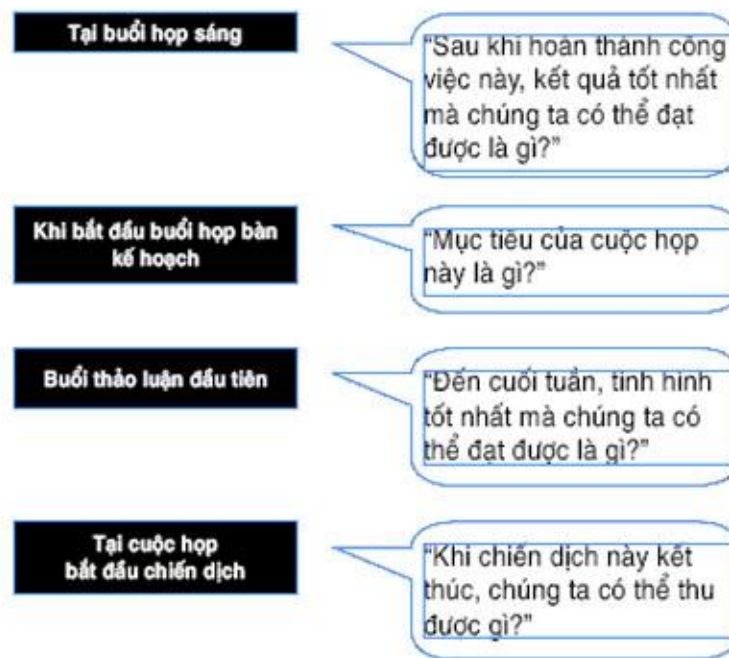 Tại buổi họp sáng
“Sau khi hoàn thành công
việc này, kết quả tốt nhất
mà chúng ta có thể đạt
được là gì?”
Khi bắt đầu buổi họp bàn
kế hoạch
“Mục tiêu của cuộc họp
này là gì?”
Buổi thảo luận đầu tiên
“Đến cuối tuần, tình hình
tốt nhất mà chúng ta có
thể đạt được là gì?”
Tại cuộc họp
bắt đầu chiến dịch
“Khi chiến dịch này kết
thúc, chúng ta có thể thu
được gì?”